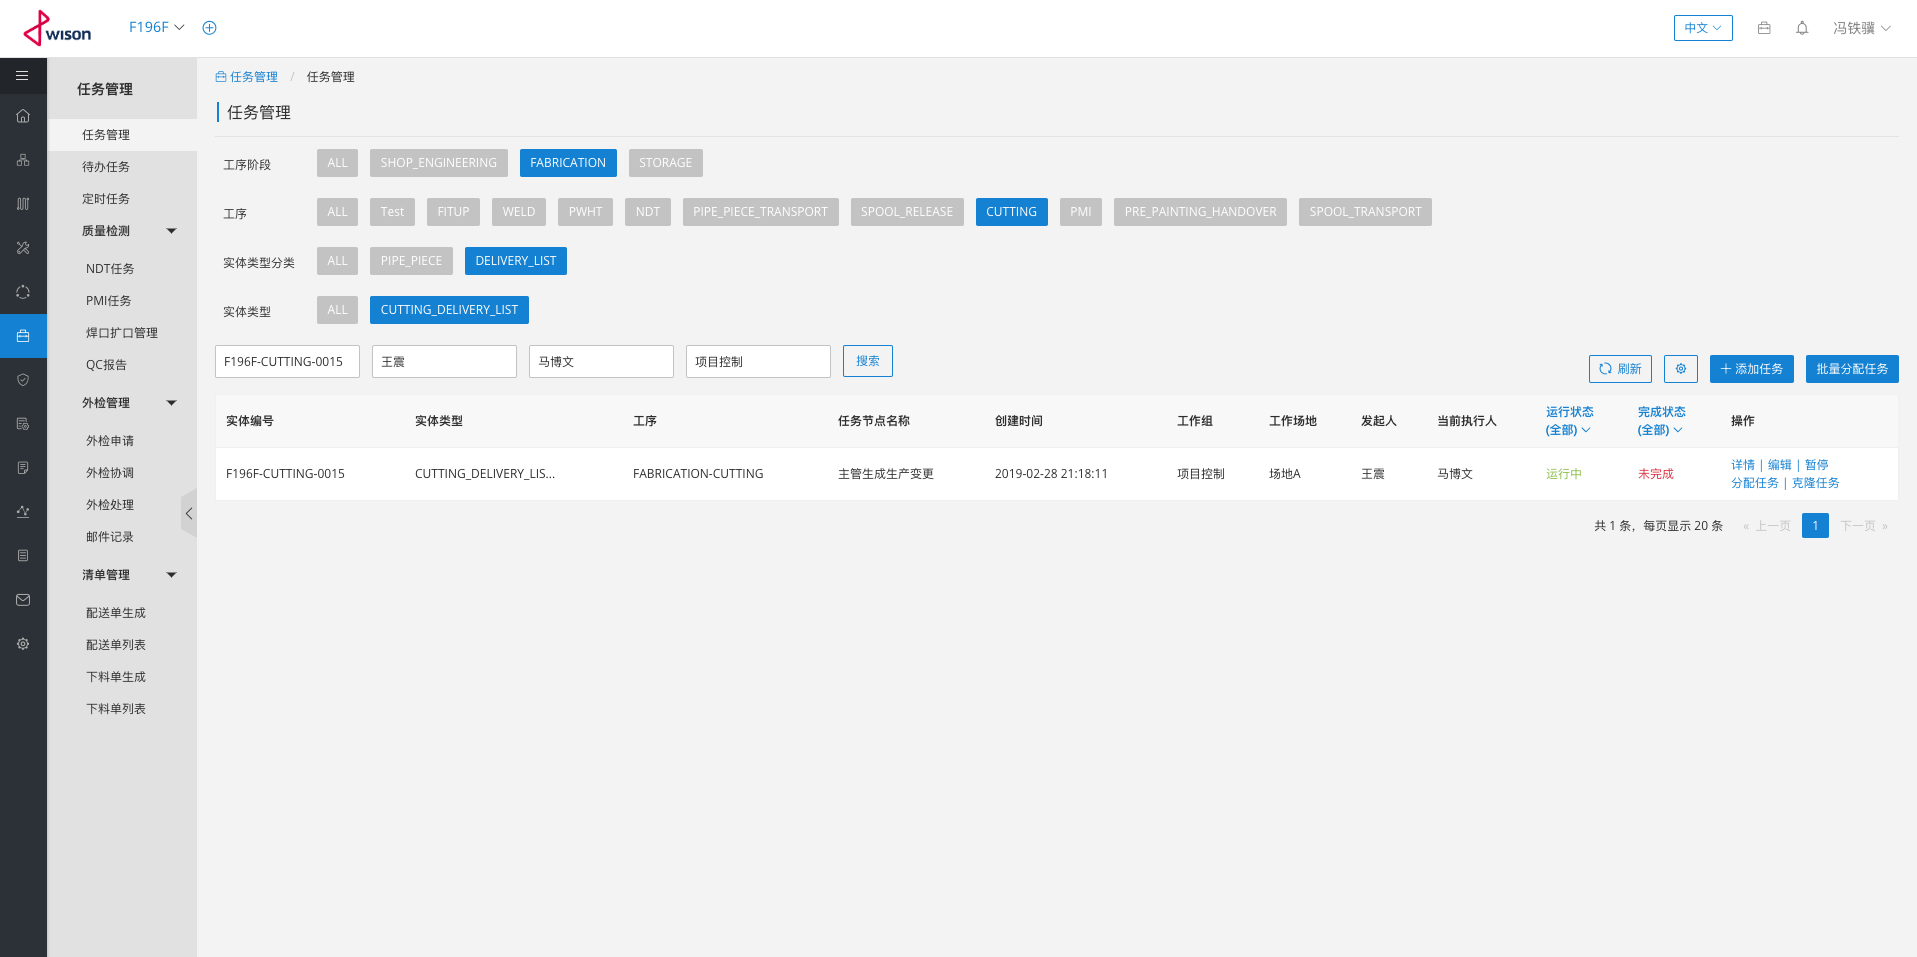 wison
F196F
中文
冯铁骥
任务管理
任务管理
待办任务
定时任务
质量检测
NDT任务
PMI任务
焊口扩口管理
QC报告
外检管理
外检申请
外检协调
外检处理
邮件记录
清单管理
配送单生成
配送单列表
下料单生成
下料单列表
任务管理 / 任务管理
任务管理
工序阶段 ALL SHOP_ENGINEERING FABRICATION STORAGE
工序 ALL Test FITUP WELD PWHT NDT PIPE_PIECE_TRANSPORT SPOOL_RELEASE CUTTING PMI PRE_PAINTING_HANDOVER SPOOL_TRANSPORT
实体类型分类 ALL PIPE_PIECE DELIVERY_LIST
实体类型 ALL CUTTING_DELIVERY_LIST
F196F-CUTTING-0015 王震 马博文 项目控制 搜索
刷新 添加任务 批量分配任务
实体编号 实体类型 工序 任务节点名称 创建时间 工作组 工作场地 发起人 当前执行人 运行状态 (全部) 完成状态 (全部) 操作
F196F-CUTTING-0015 CUTTING_DELIVERY_LIS... FABRICATION-CUTTING 主管生成生产变更 2019-02-28 21:18:11 项目控制 场地A 王震 马博文 运行中 未完成 详情 | 编辑 | 暂停
分配任务 | 克隆任务
共 1 条，每页显示 20 条 « 上一页 1 下一页 »